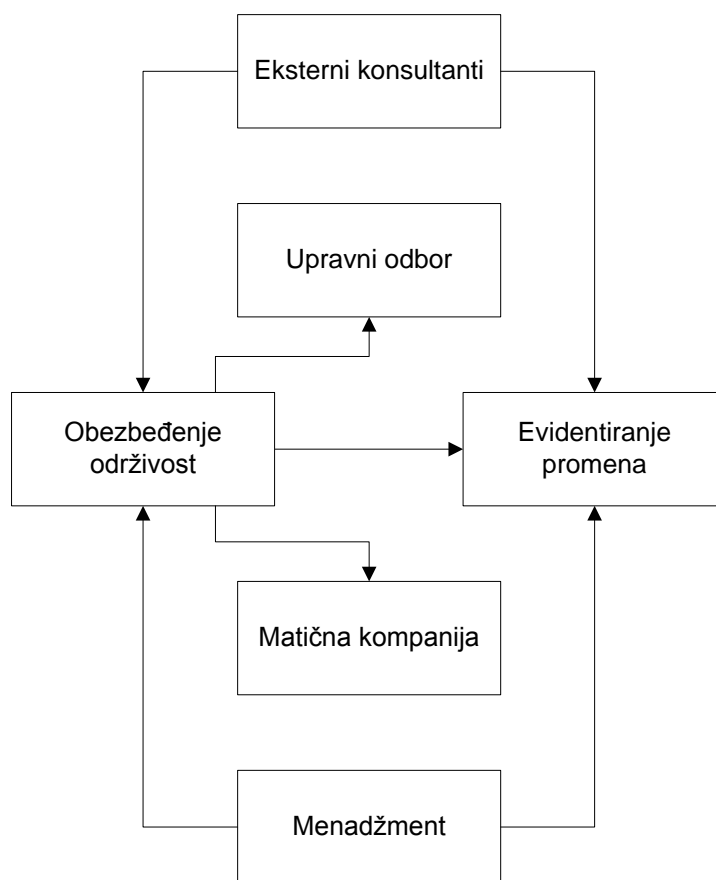 Eksterni konsultanti
Upravni odbor
Obezbeđenje
održivost
Evidentiranje
promena
Matična kompanija
Menadžment